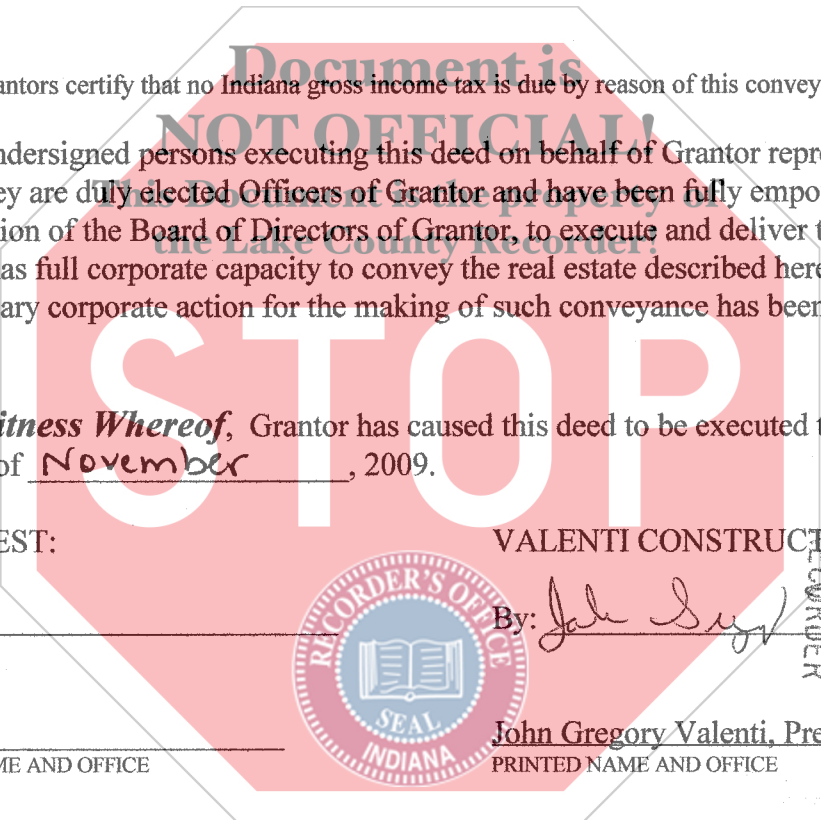 Document is
antors certify that no Indiana gross income tax is due by reason of this convey
NOT OFFICIAL!
ndersigned persons executing this deed on behalf of Grantor repr
This Document is the property of
ey are duly elected Officers of Grantor and have been fully empo
tion of the Board of Directors of Grantor, to execute and deliver t
the Lake County Recorder!
as full corporate capacity to convey the real estate described here
ary corporate action for the making of such conveyance has been
STOP
itness Whereof, Grantor has caused this deed to be executed t
of November, 2009.
EST:
VALENTI CONSTRUCT
By:
RECORDER
RECORDER'S OFFICE
SEAL
INDIANA
John Gregory Valenti, Pre
ME AND OFFICE
PRINTED NAME AND OFFICE